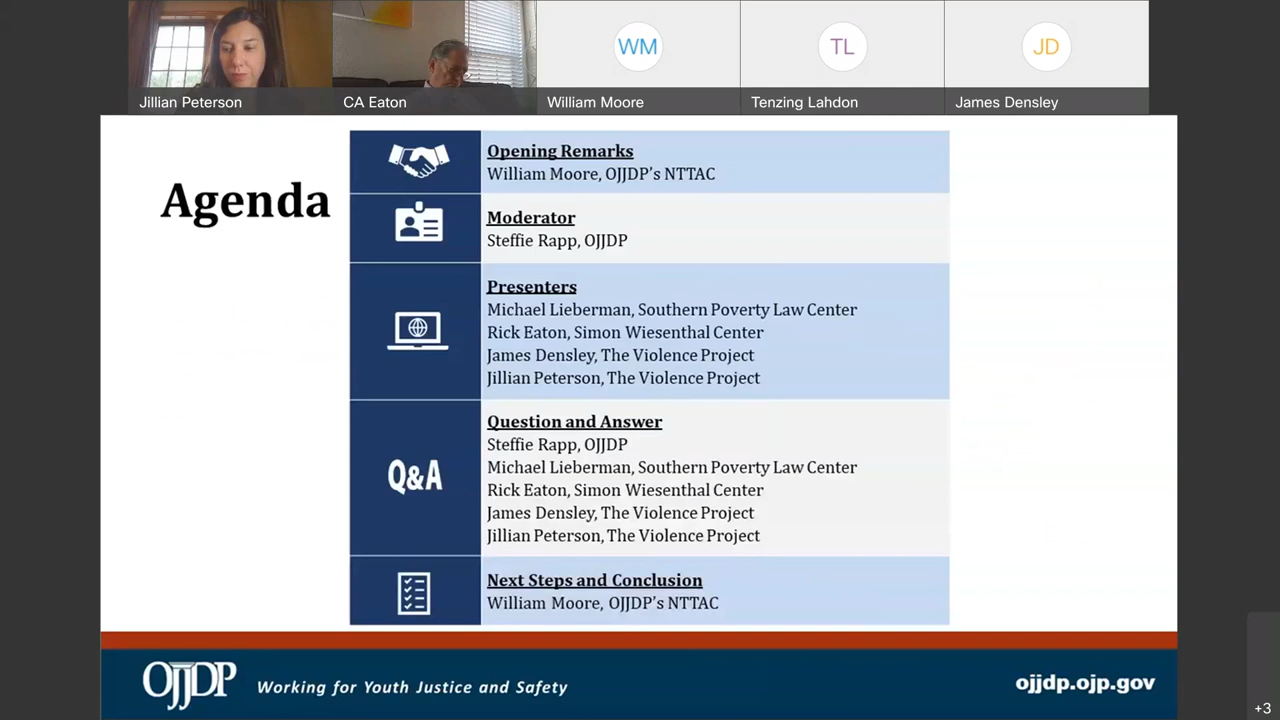 WM
TL
JD
Jillian Peterson
CA Eaton
William Moore
Tenzing Lahdon
James Densley
Agenda
Opening Remarks
William Moore, OJJDP's NTTAC
Moderator
Steffie Rapp, OJJDP
Presenters
Michael Lieberman, Southern Poverty Law Center
Rick Eaton, Simon Wiesenthal Center
James Densley, The Violence Project
Jillian Peterson, The Violence Project
Q&A
Question and Answer
Steffie Rapp, OJJDP
Michael Lieberman, Southern Poverty Law Center
Rick Eaton, Simon Wiesenthal Center
James Densley, The Violence Project
Jillian Peterson, The Violence Project
Next Steps and Conclusion
William Moore, OJJDP's NTTAC
OJJDP
Working for Youth Justice and Safety
ojjdp.ojp.gov
+3